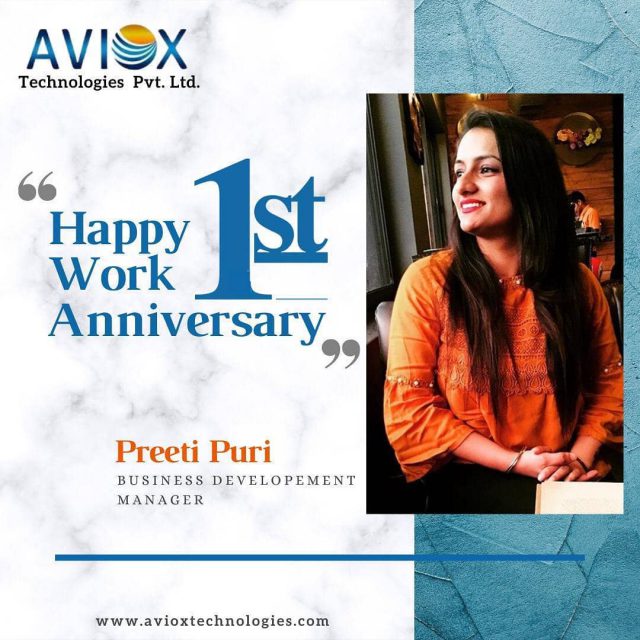 AVIOX
Technologies Pvt. Ltd.
“
Happy 1st
Work
Anniversary
”
Preeti Puri
BUSINESS DEVELOPEMENT
MANAGER
www.avioxtechnologies.com